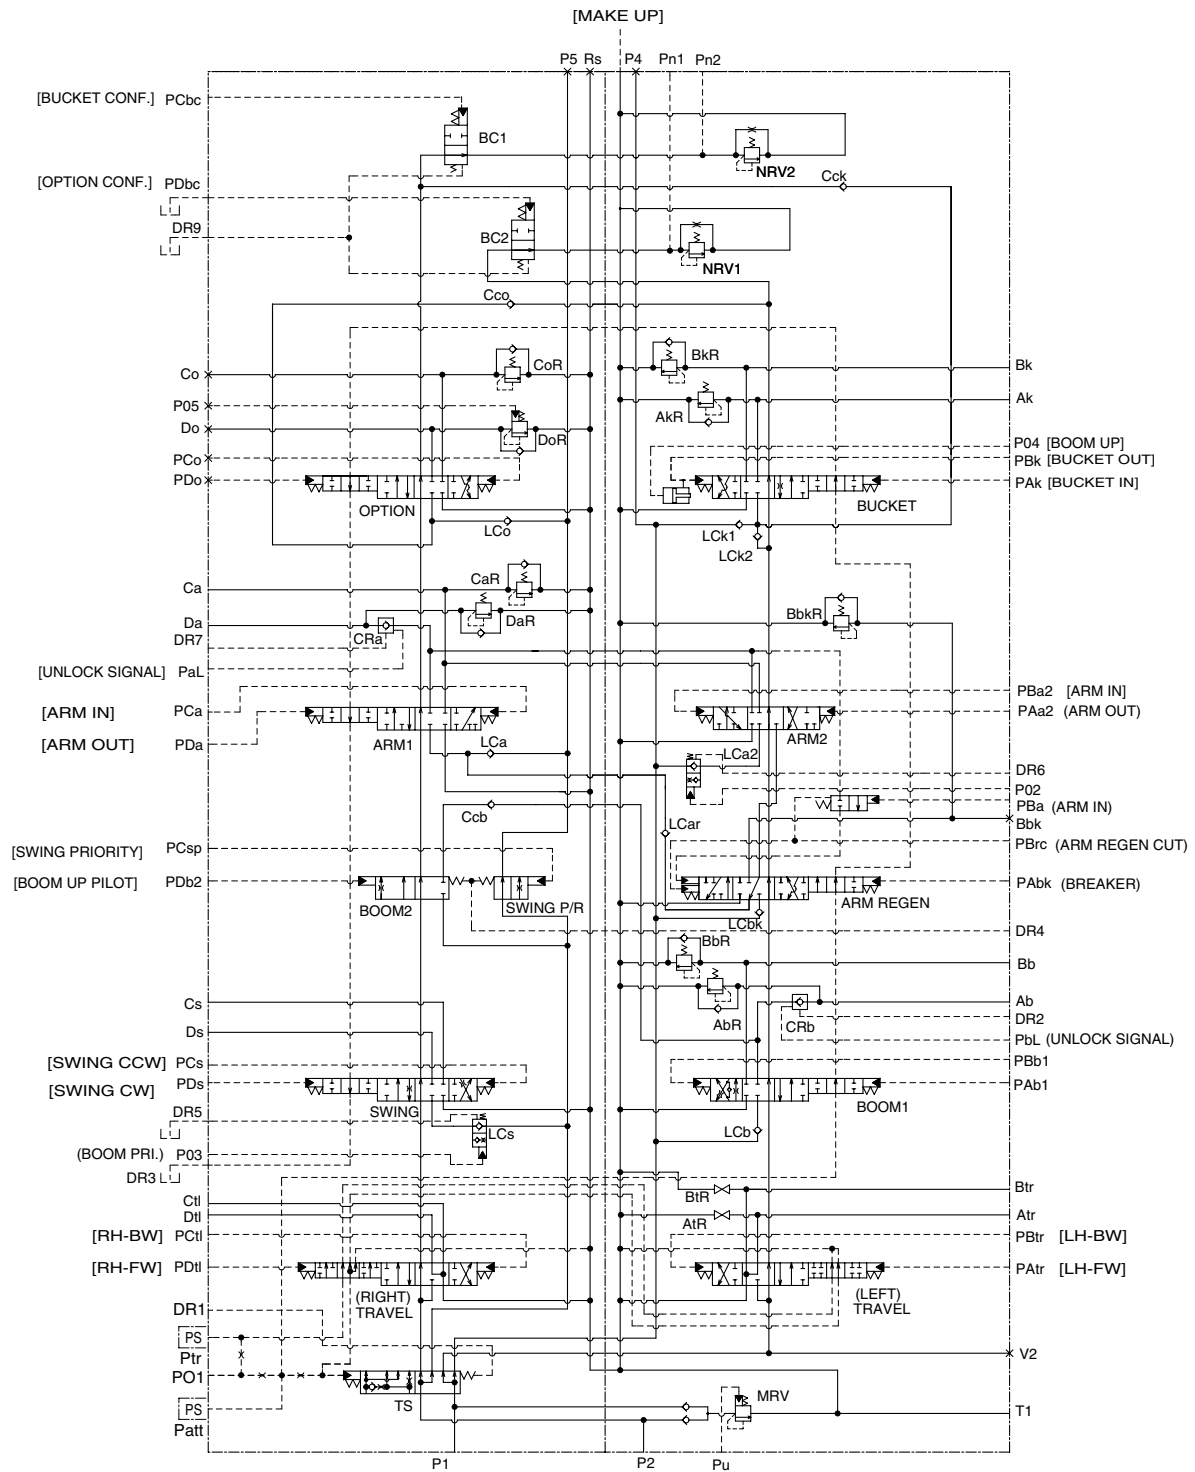 [MAKE UP]
P5 Rs P4 Pn1 Pn2
[BUCKET CONF.] PCbc
BC1
NRV2
[OPTION CONF.] PDbc
Cck
DR9
BC2
NRV1
Cco
CoR
BkR
Co
Bk
P05
AkR
Ak
Do
DoR
P04 [BOOM UP]
PCo
PBk [BUCKET OUT]
PDo
PAk [BUCKET IN]
OPTION
BUCKET
LCo
LCk1
LCk2
CaR
Ca
BbkR
Da
DaR
DR7
CRa
[UNLOCK SIGNAL] PaL
PBa2 [ARM IN]
[ARM IN] PCa
PAa2 (ARM OUT)
[ARM OUT] PDa
ARM1
ARM2
LCa
LCa2
DR6
P02
PBa (ARM IN)
Ccb
Bbk
LCar
[SWING PRIORITY] PCsp
PBrc (ARM REGEN CUT)
[BOOM UP PILOT] PDb2
PAbk (BREAKER)
BOOM2
SWING P/R
ARM REGEN
LCbk
DR4
BbR
Bb
Cs
Ab
AbR
CRb
DR2
Ds
PbL (UNLOCK SIGNAL)
[SWING CCW] PCs
PBb1
[SWING CW] PDs
PAb1
DR5
SWING
BOOM1
LCs
LCb
(BOOM PRI.) P03
DR3
Ctl
BtR
Btr
Dtl
AtR
Atr
[RH-BW] PCtl
PBtr [LH-BW]
[RH-FW] PDtl
PAtr [LH-FW]
(RIGHT)
TRAVEL
(LEFT)
TRAVEL
DR1
PS
Ptr
V2
PO1
TS
MRV
PS
T1
Patt
P1 P2 Pu